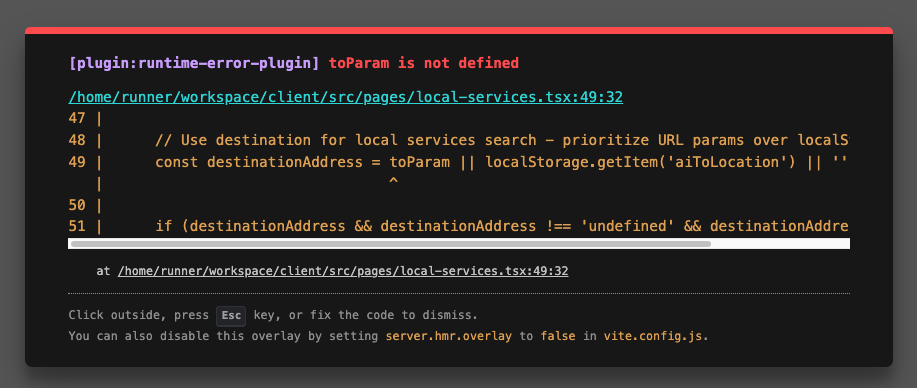 [plugin:runtime-error-plugin] toParam is not defined
/home/runner/workspace/client/src/pages/local-services.tsx:49:32
47 |
48 |      // Use destination for local services search - prioritize URL params over localS
49 |      const destinationAddress = toParam || localStorage.getItem('aiToLocation') || ''
   |                                 ^
50 |
51 |      if (destinationAddress && destinationAddress !== 'undefined' && destinationAddre
at /home/runner/workspace/client/src/pages/local-services.tsx:49:32
Click outside, press Esc key, or fix the code to dismiss.
You can also disable this overlay by setting server.hmr.overlay to false in vite.config.js.